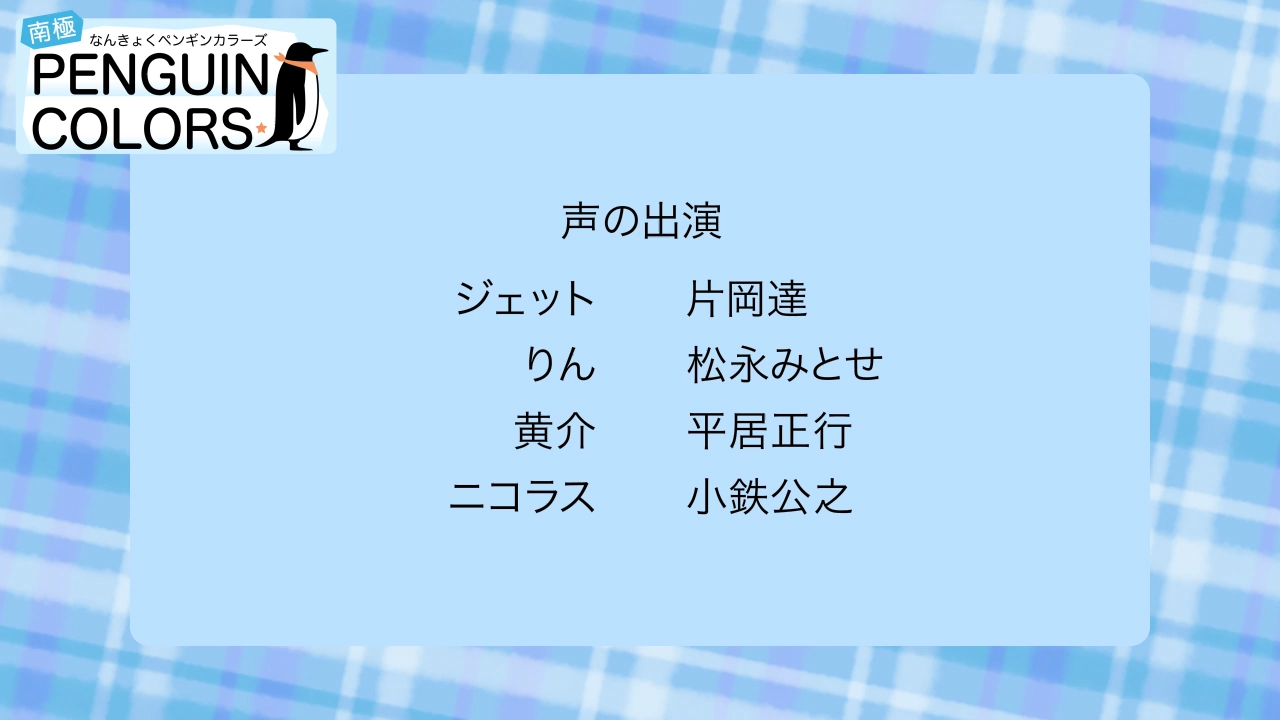 南極
なんきょくペンギンカラーズ
PENGUIN
COLORS
声の出演
ジェット 片岡達
りん 松永みとせ
黄介 平居正行
ニコラス 小鉄公之